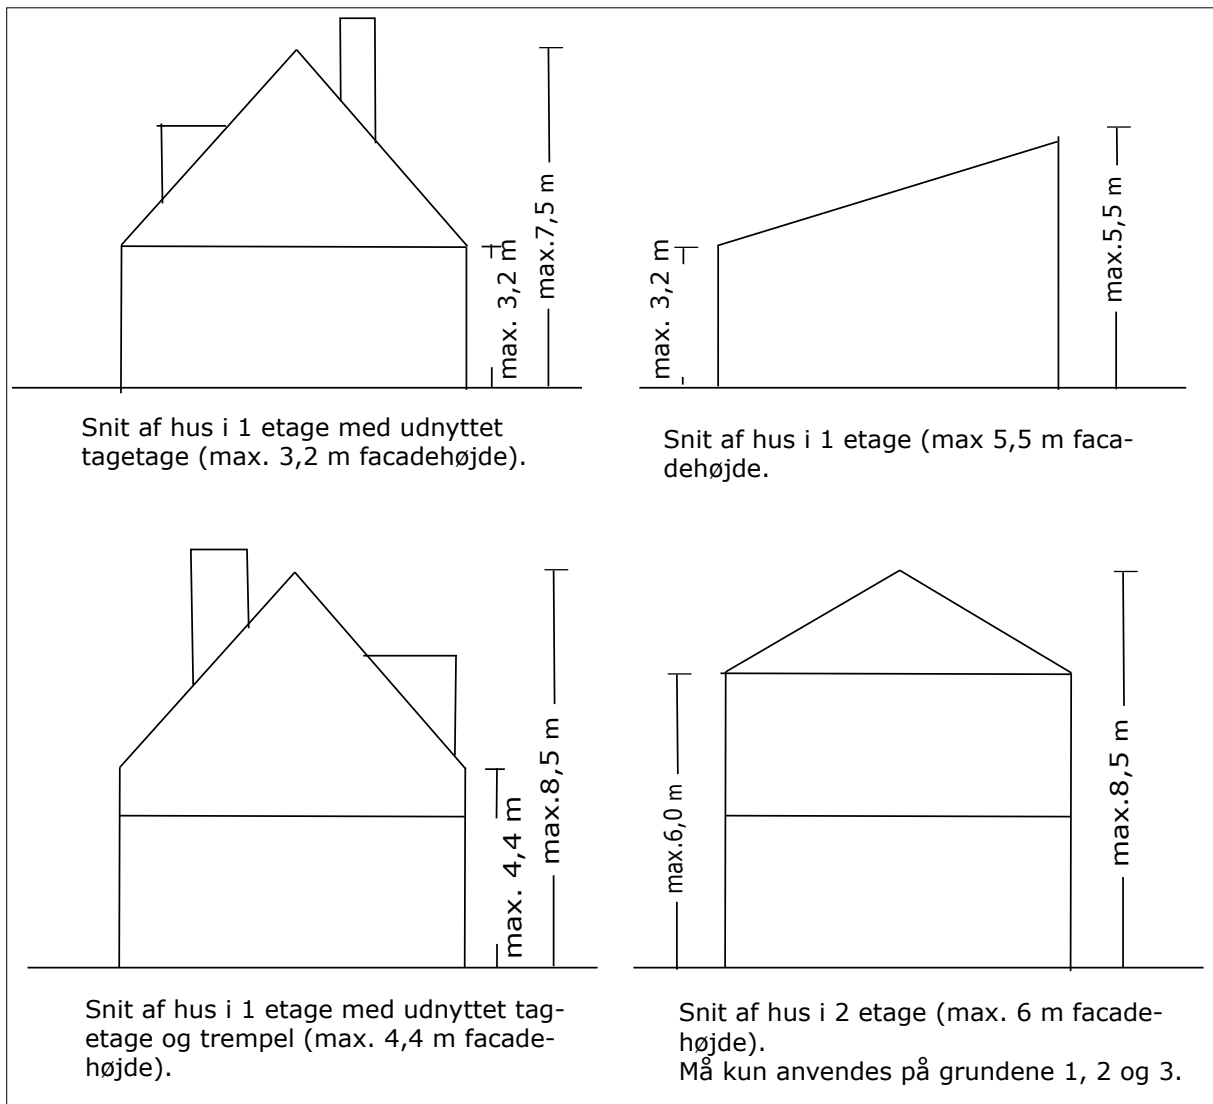 max. 3,2 m
max.7,5 m
Snit af hus i 1 etage med udnyttet
tagetage (max. 3,2 m facadehøjde).
max. 3,2 m
max.5,5 m
Snit af hus i 1 etage (max 5,5 m faca-
dehøjde.
max. 4,4 m
max.8,5 m
Snit af hus i 1 etage med udnyttet tag-
etage og trempel (max. 4,4 m facade-
højde).
max.6,0 m
max.8,5 m
Snit af hus i 2 etage (max. 6 m facade-
højde).
Må kun anvendes på grundene 1, 2 og 3.